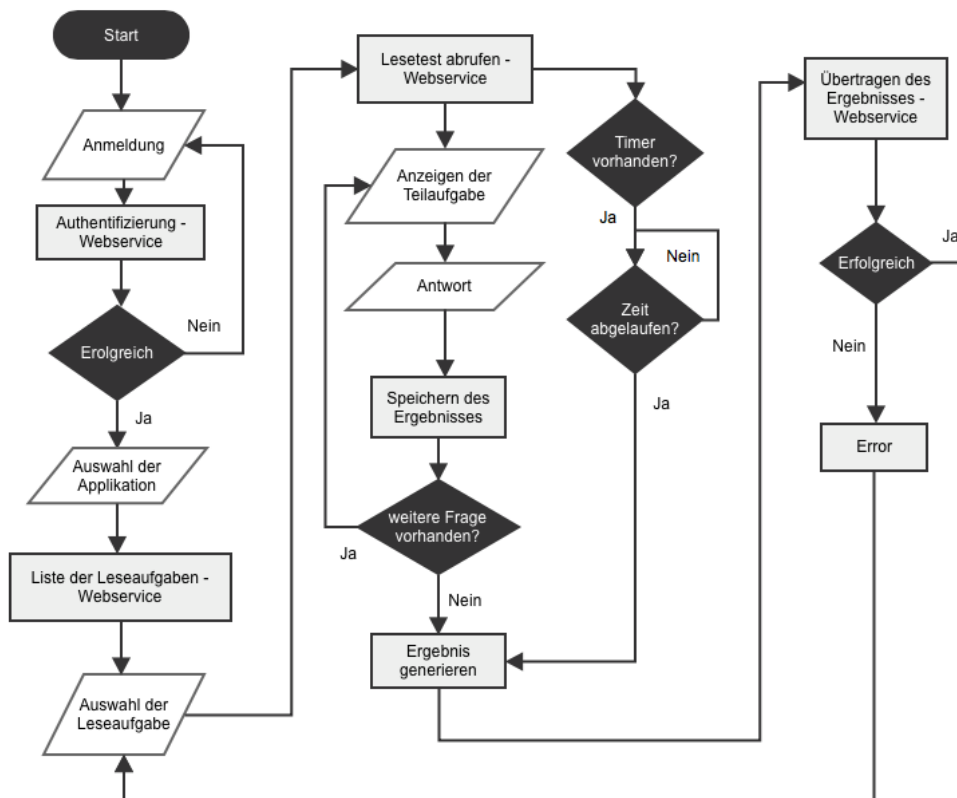 Start
Anmeldung
Authentifizierung -
Webservice
Erolgreich
Nein
Ja
Auswahl der
Applikation
Liste der Leseaufgaben -
Webservice
Auswahl der
Leseaufgabe
Lesetest abrufen -
Webservice
Anzeigen der
Teilaufgabe
Antwort
Speichern des
Ergebnisses
weitere Frage
vorhanden?
Ja
Nein
Ergebnis
generieren
Timer
vorhanden?
Ja
Nein
Zeit
abgelaufen?
Ja
Übertragen des
Ergebnisses -
Webservice
Ja
Erfolgreich
Nein
Error